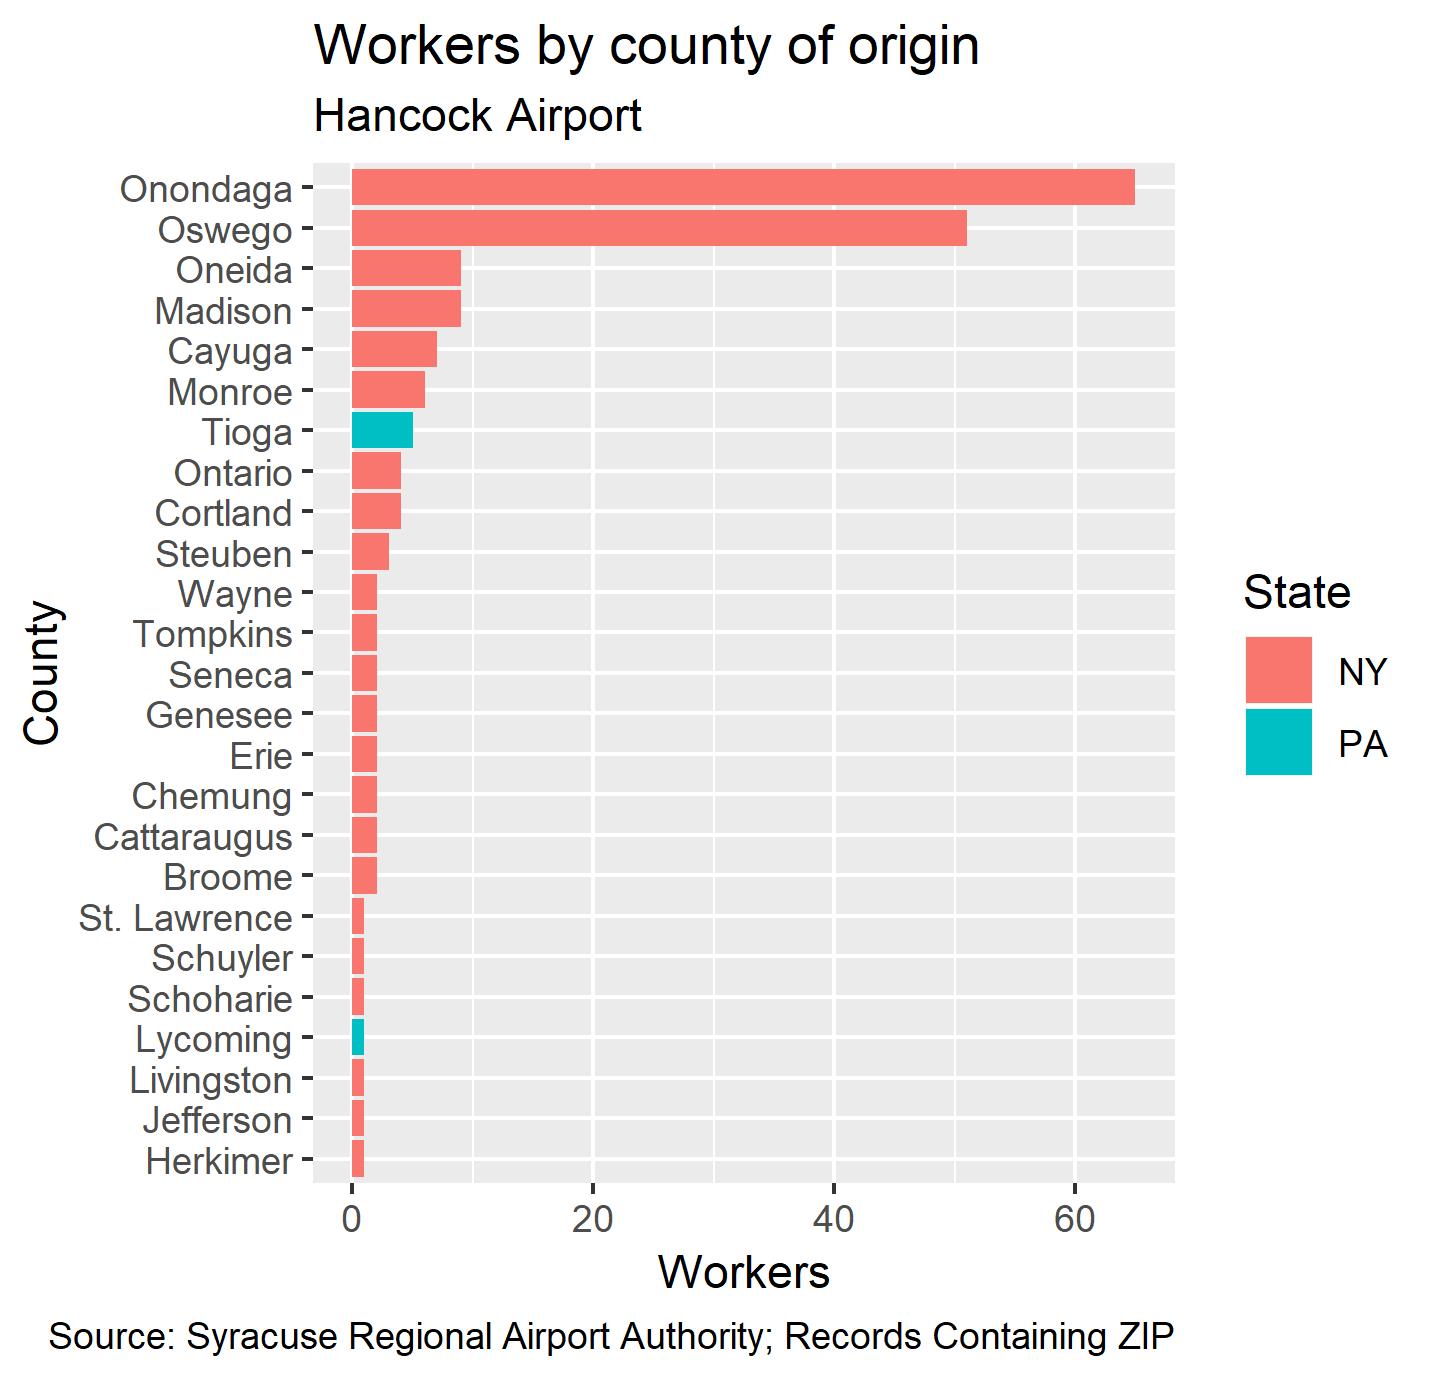 Workers by county of origin
Hancock Airport
Onondaga
Oswego
Oneida
Madison
Cayuga
Monroe
Tioga
Ontario
Cortland
Steuben
Wayne
Tompkins
Seneca
Genesee
Erie
Chemung
Cattaraugus
Broome
St. Lawrence
Schuyler
Schoharie
Lycoming
Livingston
Jefferson
Herkimer
County
0 20 40 60
Workers
State
NY
PA
Source: Syracuse Regional Airport Authority; Records Containing ZIP